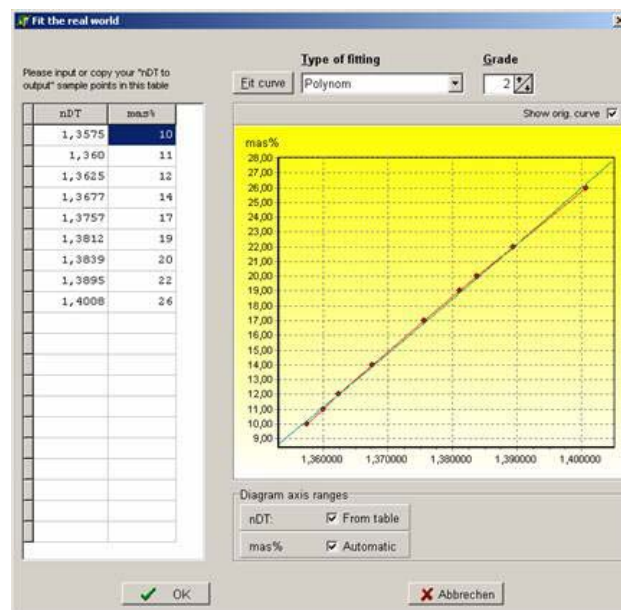 Fit the real world
Please input or copy your "nDT to
output" sample points in this table
Type of fitting
Grade
Fit curve
Polynom
2
nDT mas%
1,3575 10
1,360 11
1,3625 12
1,3677 14
1,3757 17
1,3812 19
1,3839 20
1,3895 22
1,4008 26
Show orig. curve
mas%
28,00
27,00
26,00
25,00
24,00
23,00
22,00
21,00
20,00
19,00
18,00
17,00
16,00
15,00
14,00
13,00
12,00
11,00
10,00
9,00
1,360000 1,370000 1,380000 1,390000 1,400000
Diagram axis ranges
nDT: From table
mas% Automatic
OK
Abbrechen